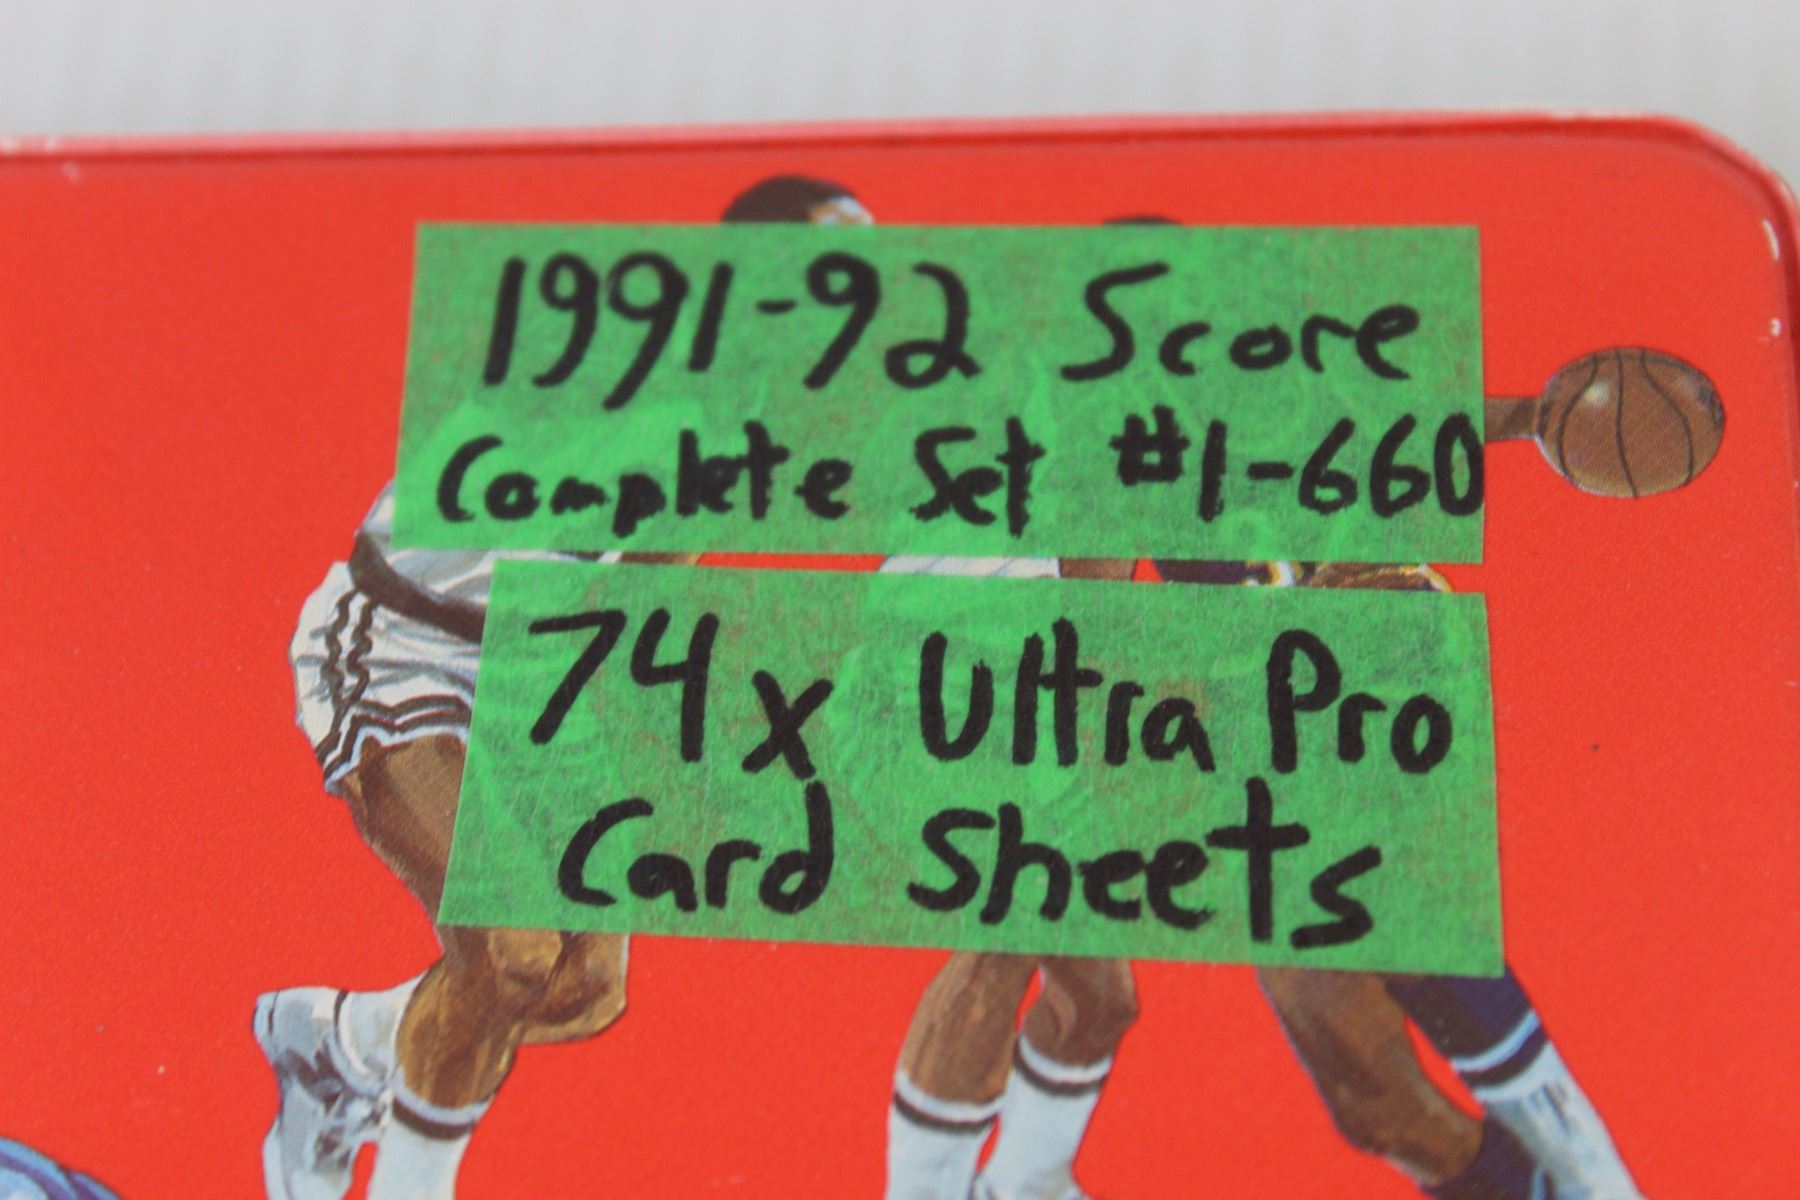 1991-92 Score
Complete Set #1-660
74x Ultra Pro
Card Sheets